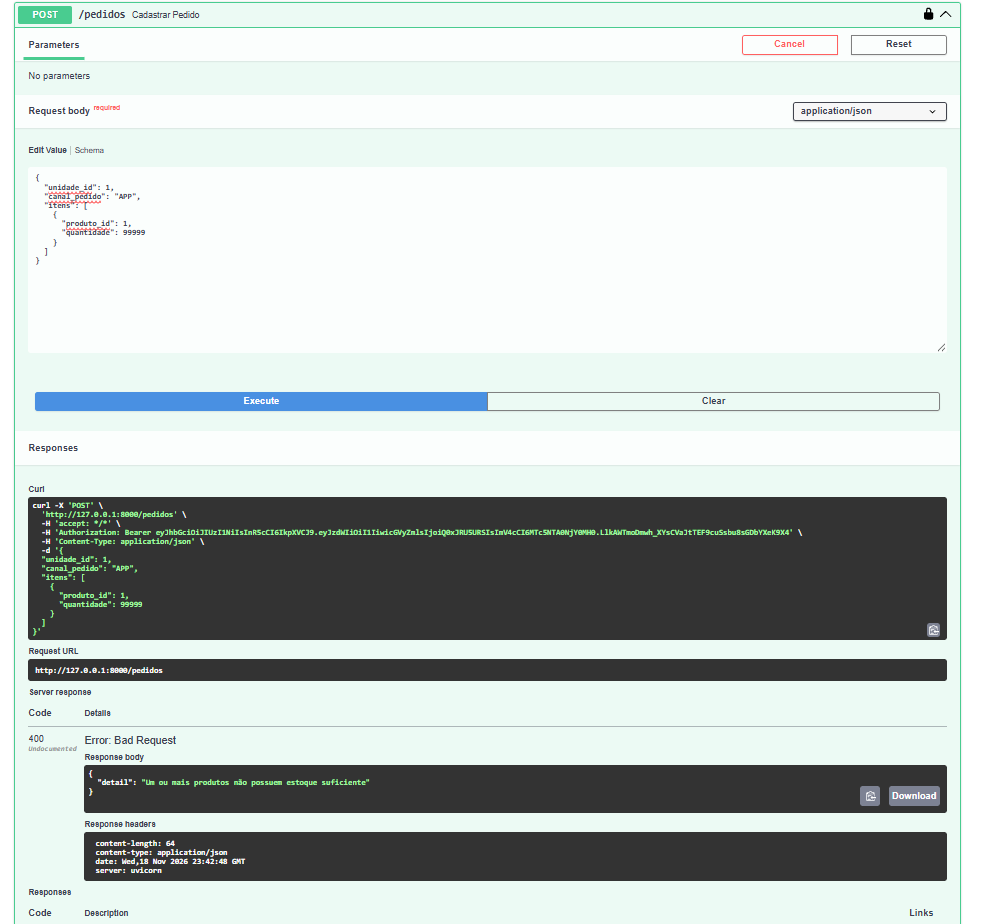 POST /pedidos Cadastrar Pedido
Parameters
Cancel
Reset
No parameters
Request body required
application/json
Edit Value | Schema
{
"unidade_id": 1,
"canal_pedido": "APP",
"itens": [
{
"produto_id": 1,
"quantidade": 99999
}
]
}
Execute
Clear
Responses
Curl
curl -X 'POST' \
'http://127.0.0.1:8000/pedidos' \
-H 'accept: */*' \
-H 'Authorization: Bearer \
-H 'Content-Type: application/json' \
-d '{
"unidade_id": 1,
"canal_pedido": "APP",
"itens": [
{
"produto_id": 1,
"quantidade": 99999
}
]
}'
Request URL
http://127.0.0.1:8000/pedidos
Server response
Code Details
400
Undocumented
Error: Bad Request
Response body
{
"detail": "Um ou mais produtos não possuem estoque suficiente"
}
Download
Response headers
content-length: 64
content-type: application/json
date: Wed,18 Nov 2026 23:42:48 GMT
server: uvicorn
Responses
Code Description Links